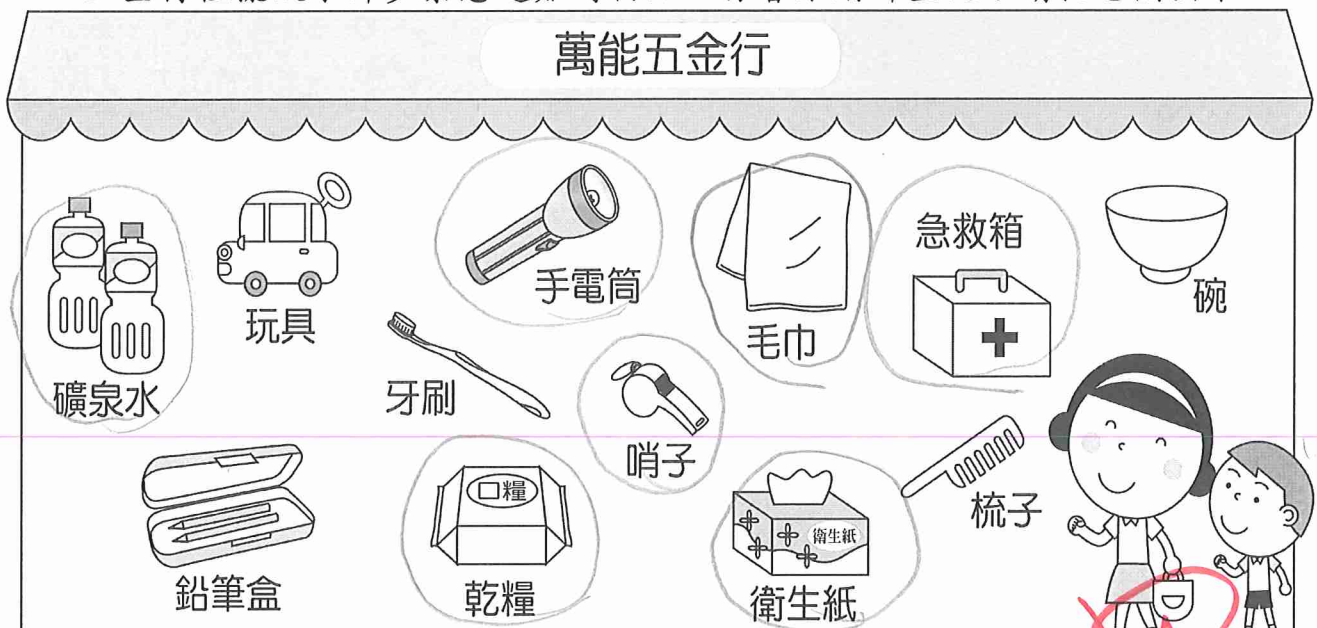 萬能五金行
手電筒
急救箱
碗
玩具
毛巾
礦泉水
牙刷
哨子
口糧
衛生紙
梳子
鉛筆盒
乾糧
衛生紙